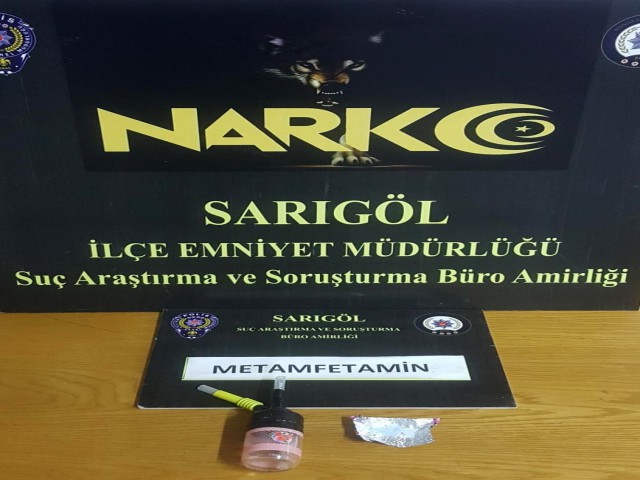 NARKO
SARIGÖL
İLÇE EMNİYET MÜDÜRLÜĞÜ
Suç Araştırma ve Soruşturma Büro Amirliği
SARIGÖL
SUÇ ARAŞTIRMA VE SORUŞTURMA
BÜRO AMİRLİĞİ
METAMFETAMİN